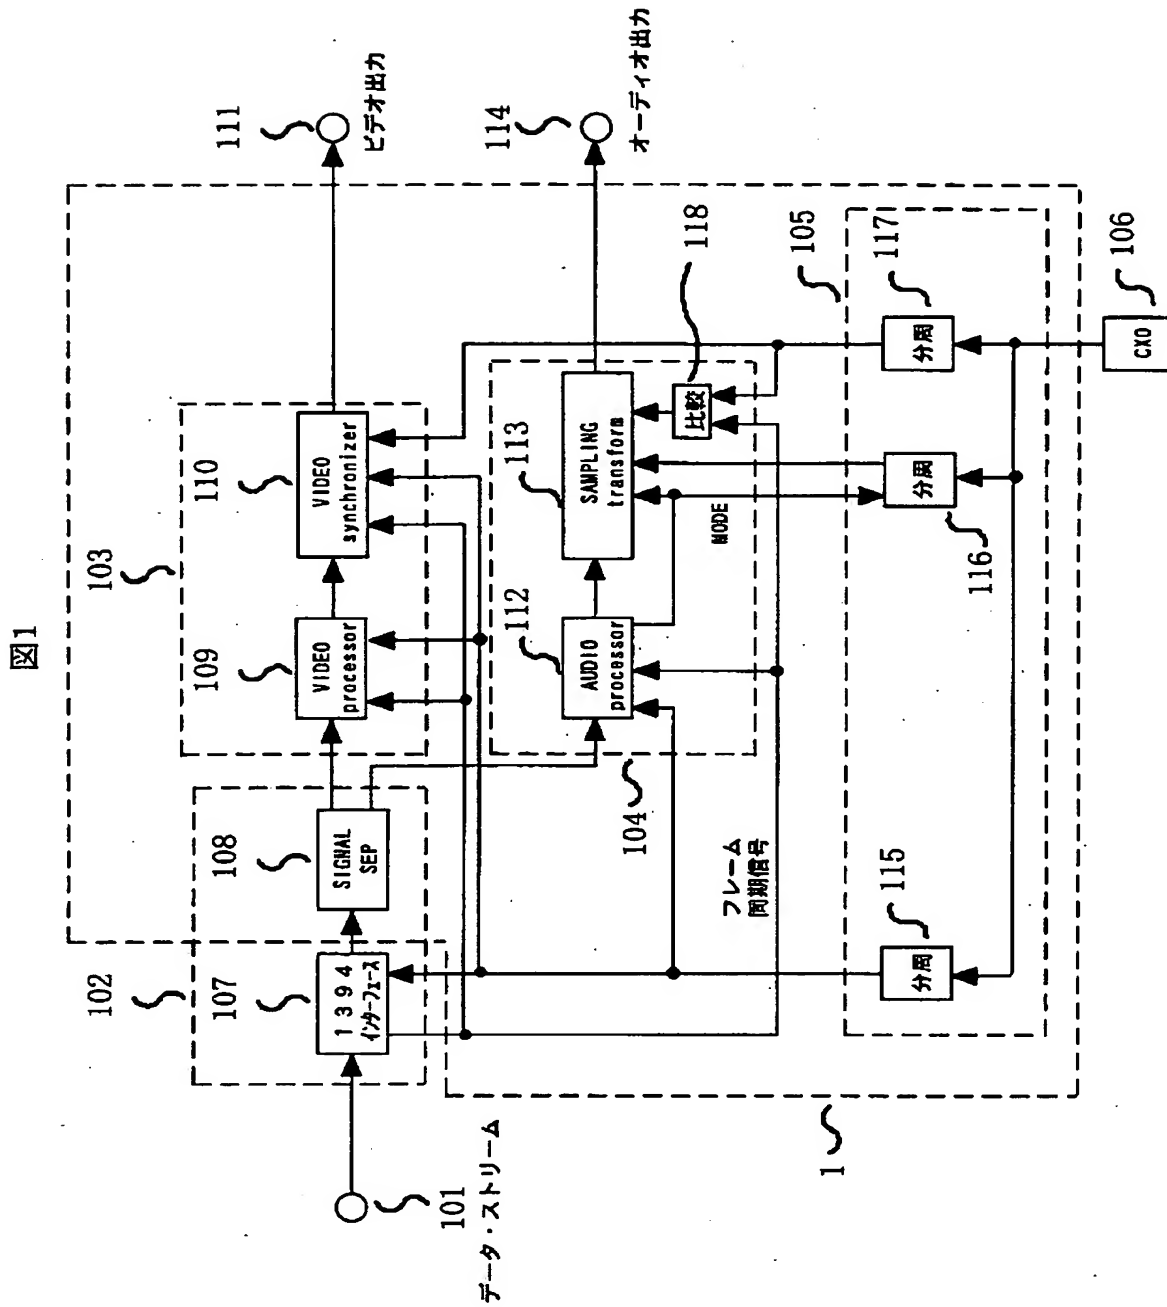 図1
101
データ・ストリーム
102
107
1394
インターフェース
108
SIGNAL
SEP
103
109
VIDEO
processor
110
VIDEO
synchronizer
111
ビデオ出力
104
112
AUDIO
processor
113
SAMPLING
transform
118
比較
114
オーディオ出力
MODE
フレーム
同期信号
105
115
分周
116
分周
117
分周
106
CXO
1